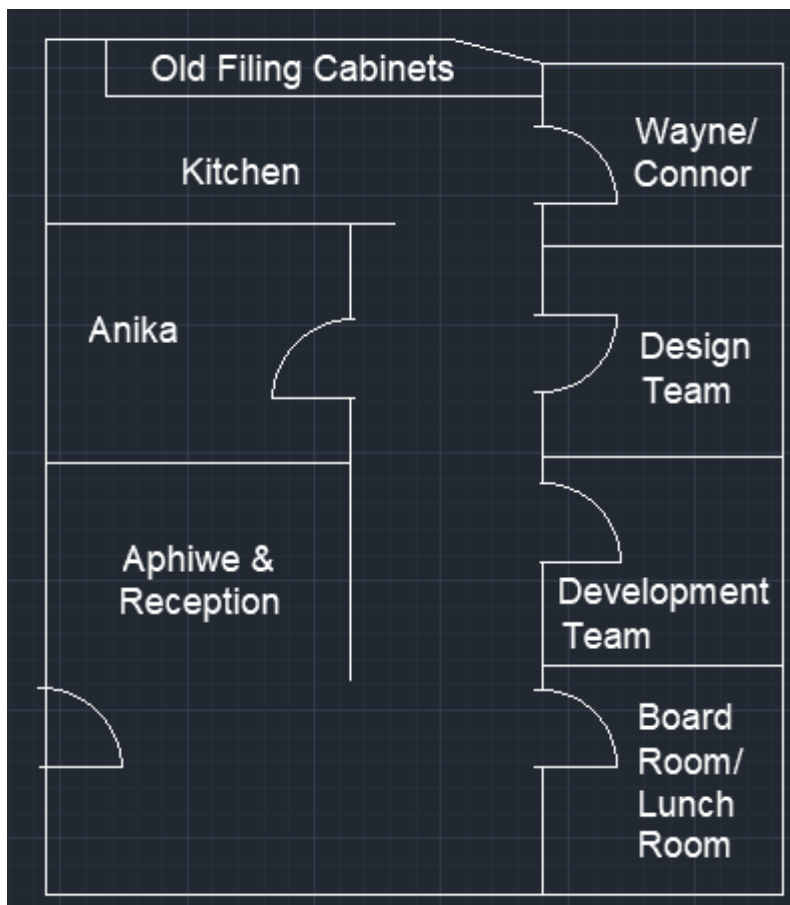 Old Filing Cabinets
Wayne/
Connor
Kitchen
Anika
Design
Team
Aphiwe &
Reception
Development
Team
Board
Room/
Lunch
Room